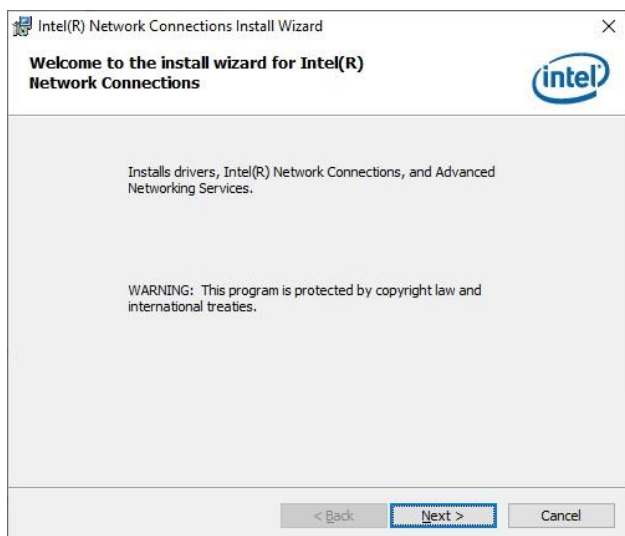 Intel(R) Network Connections Install Wizard
Welcome to the install wizard for Intel(R)
Network Connections
intel
Installs drivers, Intel(R) Network Connections, and Advanced
Networking Services.
WARNING: This program is protected by copyright law and
international treaties.
< Back Next > Cancel